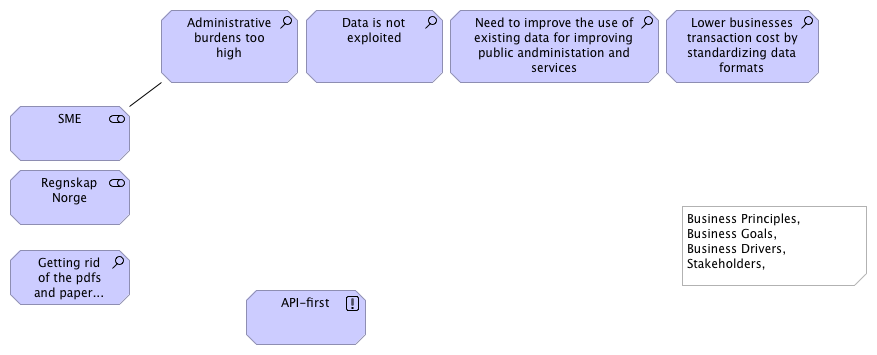 Administrative
burdens too
high
Data is not
exploited
Need to improve the use of
existing data for improving
public andministation and
services
Lower businesses
transaction cost by
standardizing data
formats
SME
Regnskap
Norge
Getting rid
of the pdfs
and paper...
API-first
Business Principles,
Business Goals,
Business Drivers,
Stakeholders,